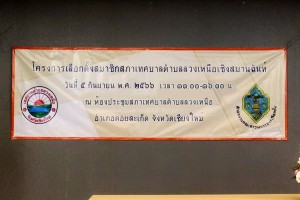 โครงการเลือกตั้งสมาชิกสภาเทศบาลตำบลลวงเหนือเชิงสมานฉันท์
วันที่ ๕ กันยายน พ.ศ. ๒๕๖๖ เวลา ๑๓.๐๐-๑๖.๐๐ น
ณ ห้องประชุมสภาเทศบาลตำบลลวงเหนือ
อำเภอดอยสะเก็ด จังหวัดเชียงใหม่